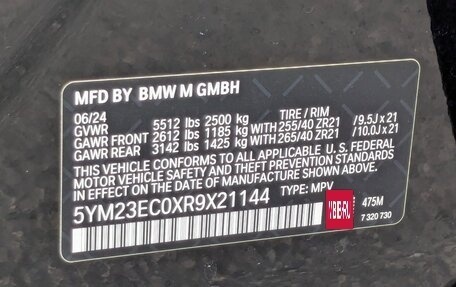 MFD BY BMW M GMBH
06/24 TIRE / RIM
GVWR 5512 lbs 2500 kg
GAWR FRONT 2612 lbs 1185 kg WITH 255/40 ZR21 /9.5J x 21
GAWR REAR 3142 lbs 1425 kg WITH 265/40 ZR21 /10.0J x 21
THIS VEHICLE CONFORMS TO ALL APPLICABLE U. S. FEDERAL
MOTOR VEHICLE SAFETY AND THEFT PREVENTION STANDARDS
IN EFFECT ON THE DATE OF MANUFACTURE SHOWN ABOVE.
5YM23EC0XR9X21144 TYPE: MPV
475M
7 320 730